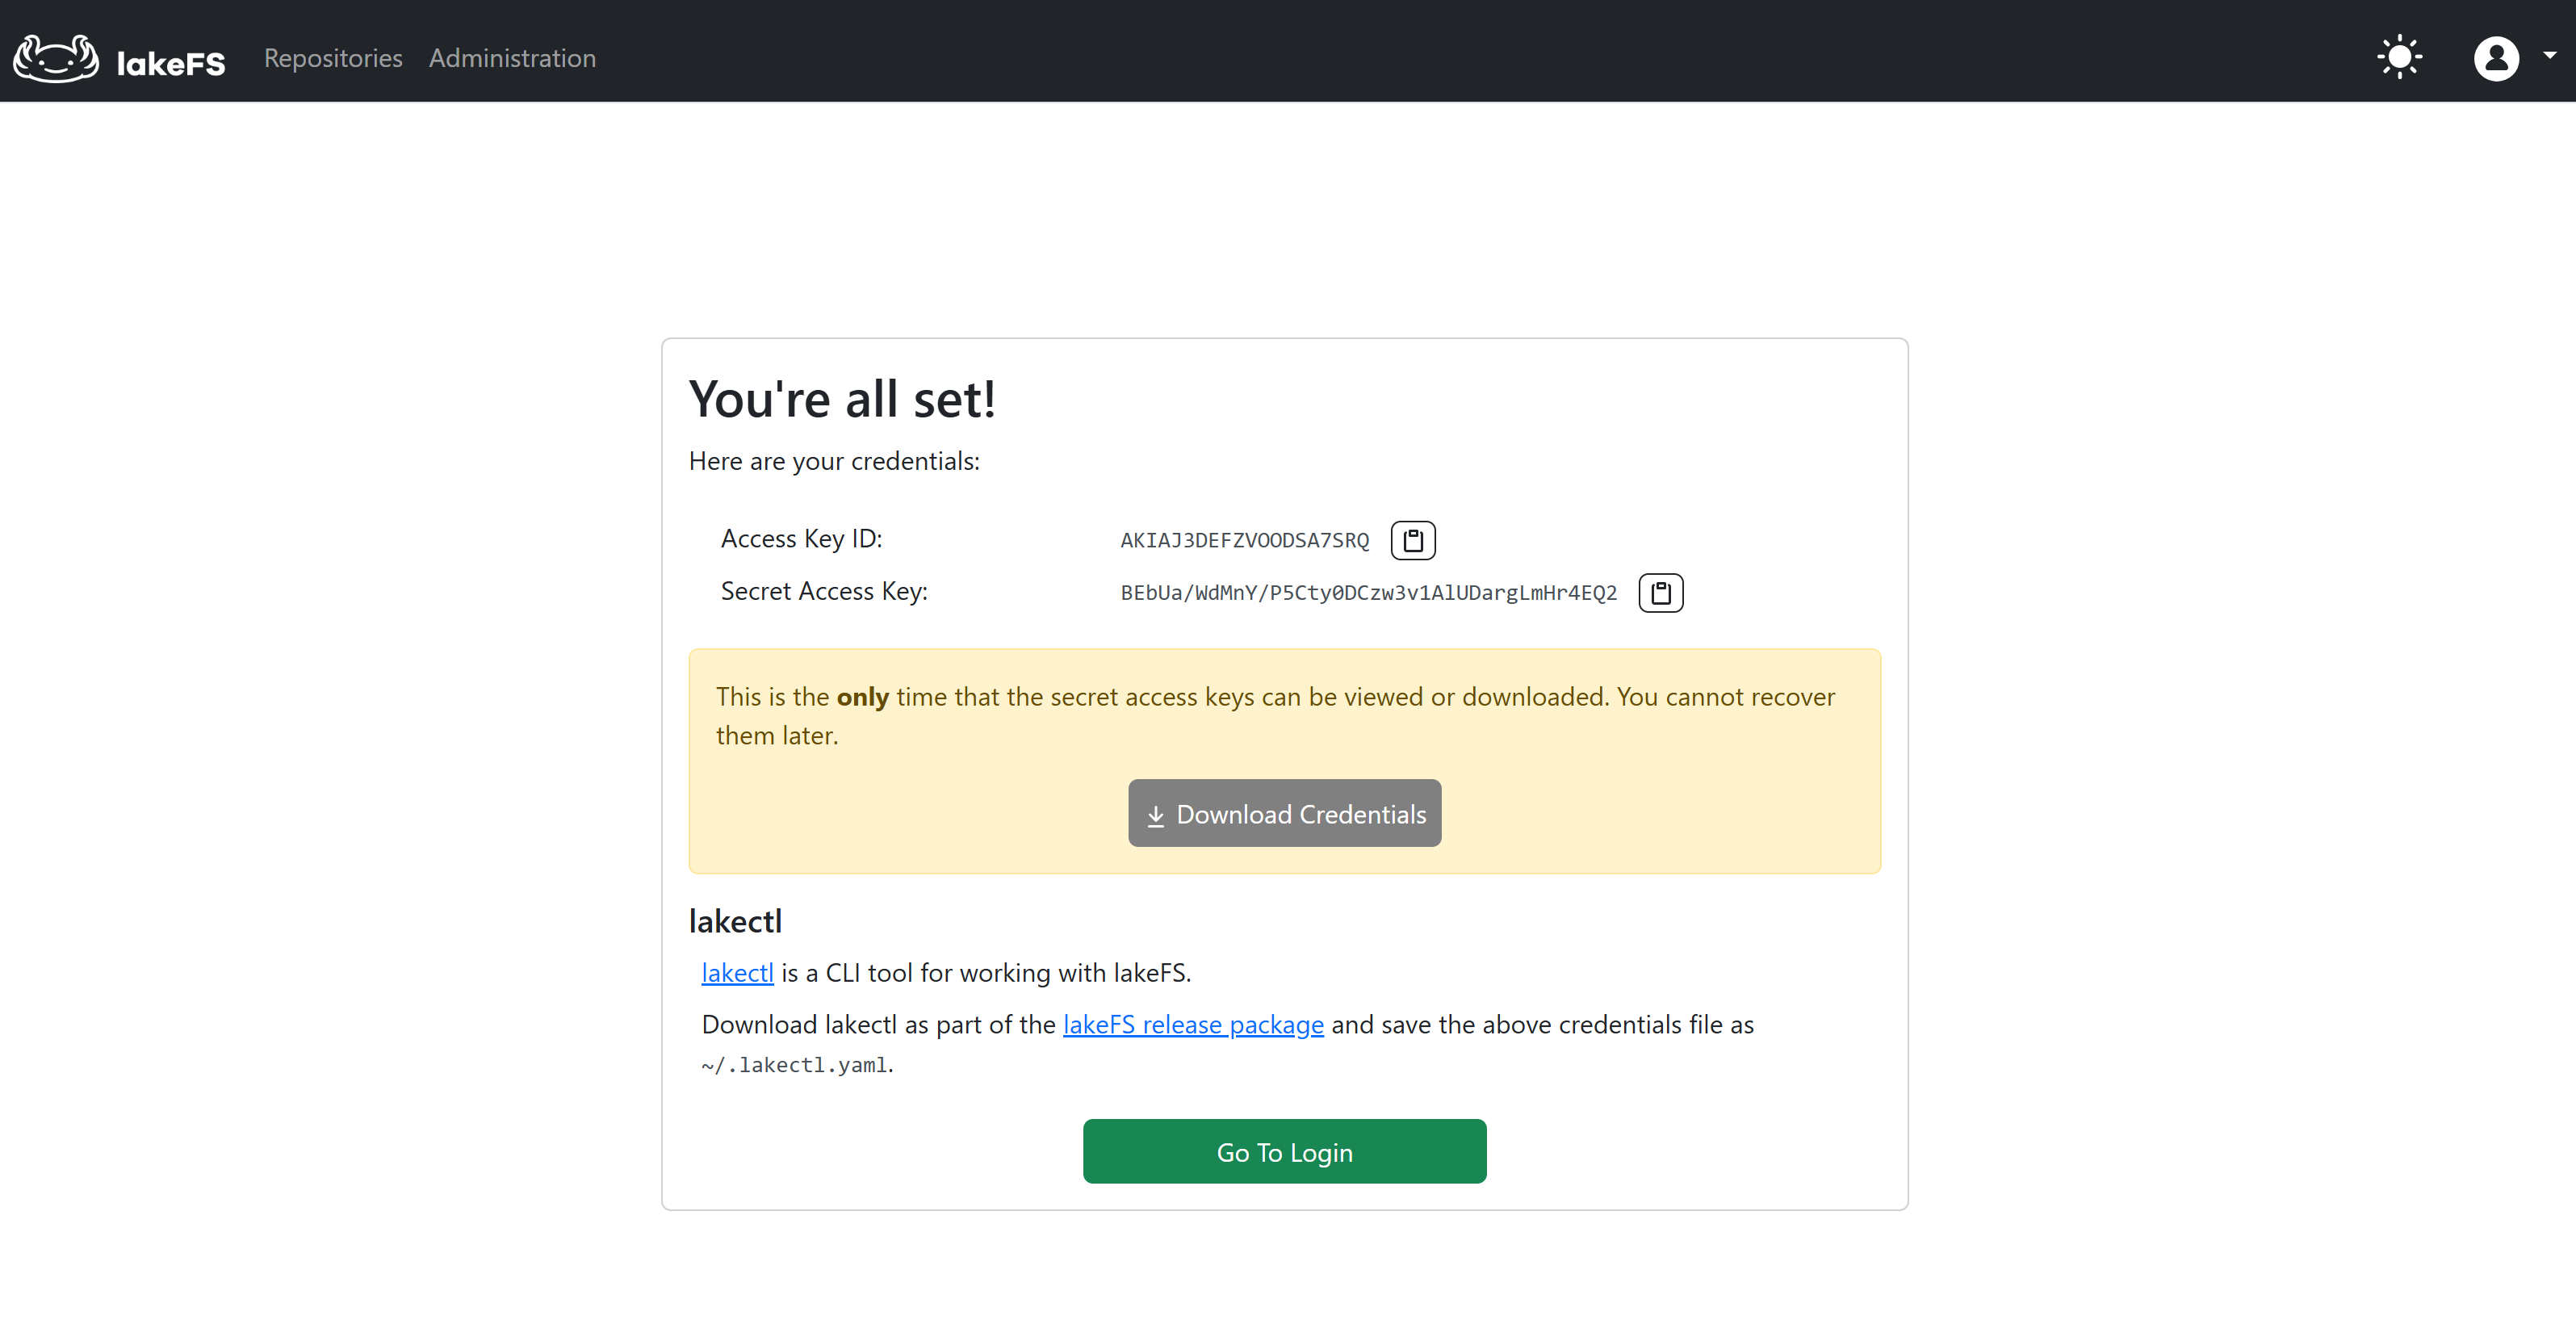 lakeFS Repositories Administration
You're all set!
Here are your credentials:
Access Key ID: AKIAJ3DEFZVOODSA7SRQ
Secret Access Key: BEbUa/WdMnY/P5Cty0DCzw3v1AlUDargLmHr4EQ2
This is the only time that the secret access keys can be viewed or downloaded. You cannot recover
them later.
Download Credentials
lakectl
lakectl is a CLI tool for working with lakeFS.
Download lakectl as part of the lakeFS release package and save the above credentials file as
~/.lakectl.yaml.
Go To Login